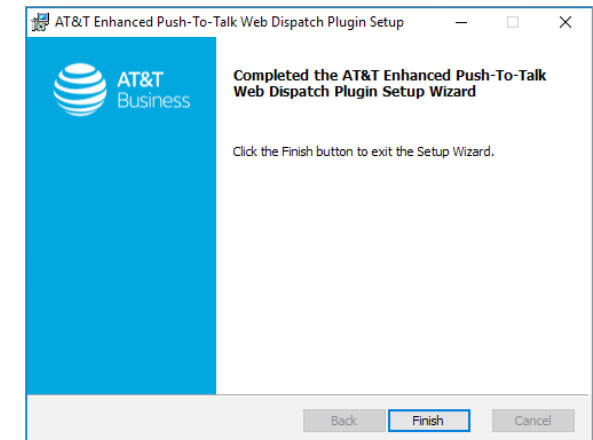 AT&T Enhanced Push-To-Talk Web Dispatch Plugin Setup
AT&T
Business
Completed the AT&T Enhanced Push-To-Talk
Web Dispatch Plugin Setup Wizard
Click the Finish button to exit the Setup Wizard.
Back Finish Cancel